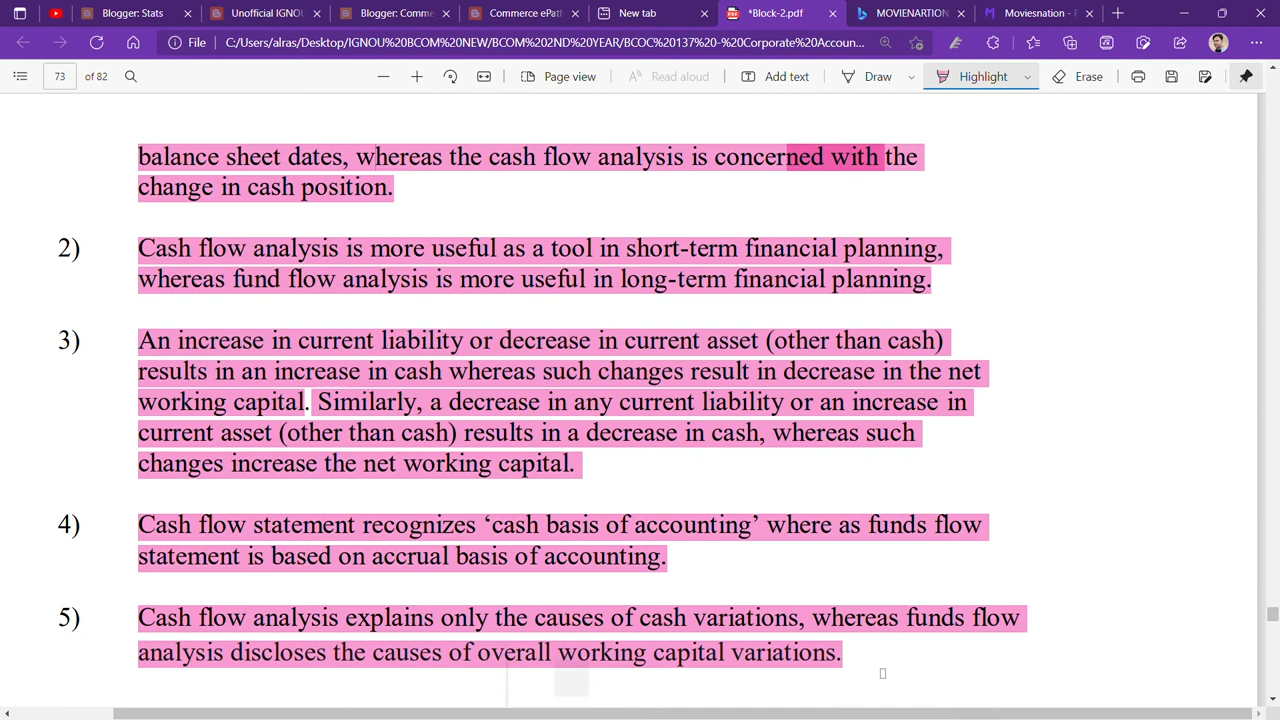 Blogger: Stats
Unofficial IGNOU
Blogger: Comme
Commerce ePath
New tab
*Block-2.pdf
MOVIENARTION
Moviesnation - F
File
C:/Users/alras/Desktop/IGNOU%20BCOM%20NEW/BCOM%202ND%20YEAR/BCOC%20137%20-%20Corporate%20Accoun...
73 of 82
Page view
Read aloud
Add text
Draw
Highlight
Erase
balance sheet dates, whereas the cash flow analysis is concerned with the
change in cash position.
2) Cash flow analysis is more useful as a tool in short-term financial planning,
whereas fund flow analysis is more useful in long-term financial planning.
3) An increase in current liability or decrease in current asset (other than cash)
results in an increase in cash whereas such changes result in decrease in the net
working capital. Similarly, a decrease in any current liability or an increase in
current asset (other than cash) results in a decrease in cash, whereas such
changes increase the net working capital.
4) Cash flow statement recognizes ‘cash basis of accounting’ where as funds flow
statement is based on accrual basis of accounting.
5) Cash flow analysis explains only the causes of cash variations, whereas funds flow
analysis discloses the causes of overall working capital variations.